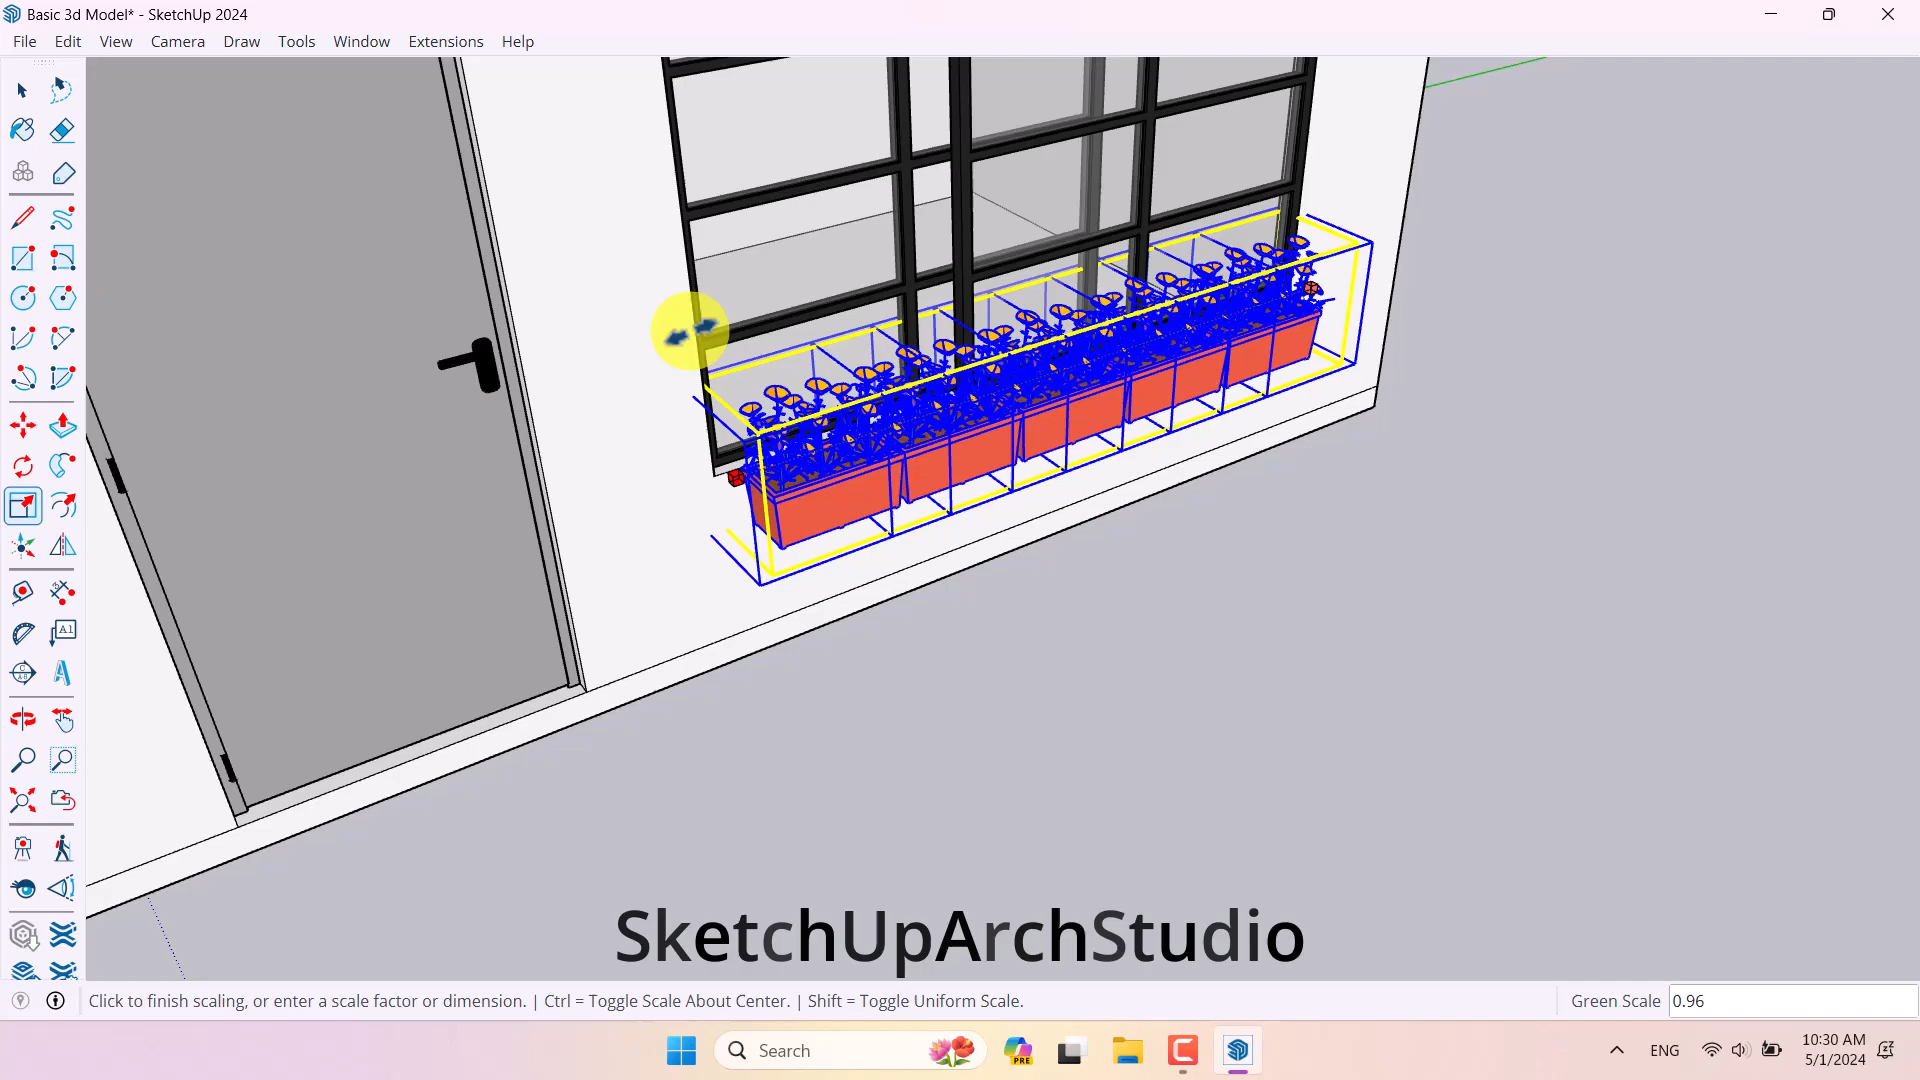 Basic 3d Model* - SketchUp 2024
File Edit View Camera Draw Tools Window Extensions Help
A1
SketchUpArchStudio
Click to finish scaling, or enter a scale factor or dimension. | Ctrl = Toggle Scale About Center. | Shift = Toggle Uniform Scale.
Green Scale 0.96
Search
PRE
ENG
10:30 AM
5/1/2024